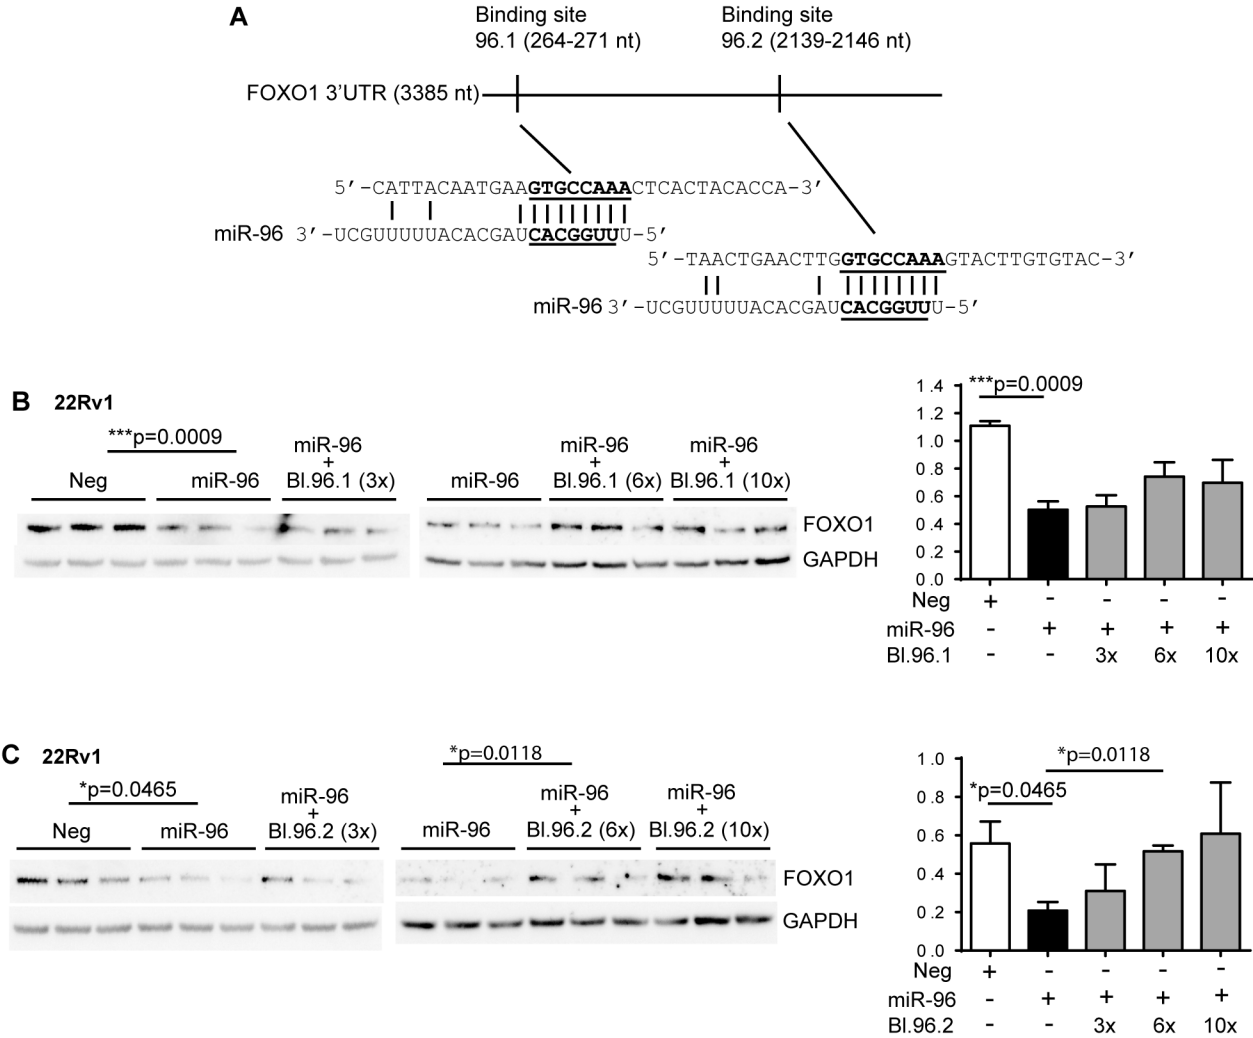 A
Binding site
96.1 (264-271 nt)
Binding site
96.2 (2139-2146 nt)
FOXO1 3'UTR (3385 nt)
5'-CATTACAATGAAGTGCCAAACTCACTACACCA-3'
miR-96 3'-UCGUUUUUACACGAUCACGGUUU-5'
5'-TAACTGAACTTGGTGCCAAAGTACTTGTGTAC-3'
miR-96 3'-UCGUUUUUACACGAUCACGGUUU-5'
B 22Rv1
***p=0.0009
Neg
miR-96
miR-96
+
Bl.96.1 (3x)
miR-96
miR-96
+
Bl.96.1 (6x)
miR-96
+
Bl.96.1 (10x)
FOXO1
GAPDH
***p=0.0009
1.4
1.2
1.0
0.8
0.6
0.4
0.2
0.0
Neg + - - - -
miR-96 - + + + +
Bl.96.1 - - 3x 6x 10x
C 22Rv1
*p=0.0465
Neg
miR-96
miR-96
+
Bl.96.2 (3x)
*p=0.0118
miR-96
miR-96
+
Bl.96.2 (6x)
miR-96
+
Bl.96.2 (10x)
FOXO1
GAPDH
*p=0.0118
*p=0.0465
1.0
0.8
0.6
0.4
0.2
0.0
Neg + - - - -
miR-96 - + + + +
Bl.96.2 - - 3x 6x 10x